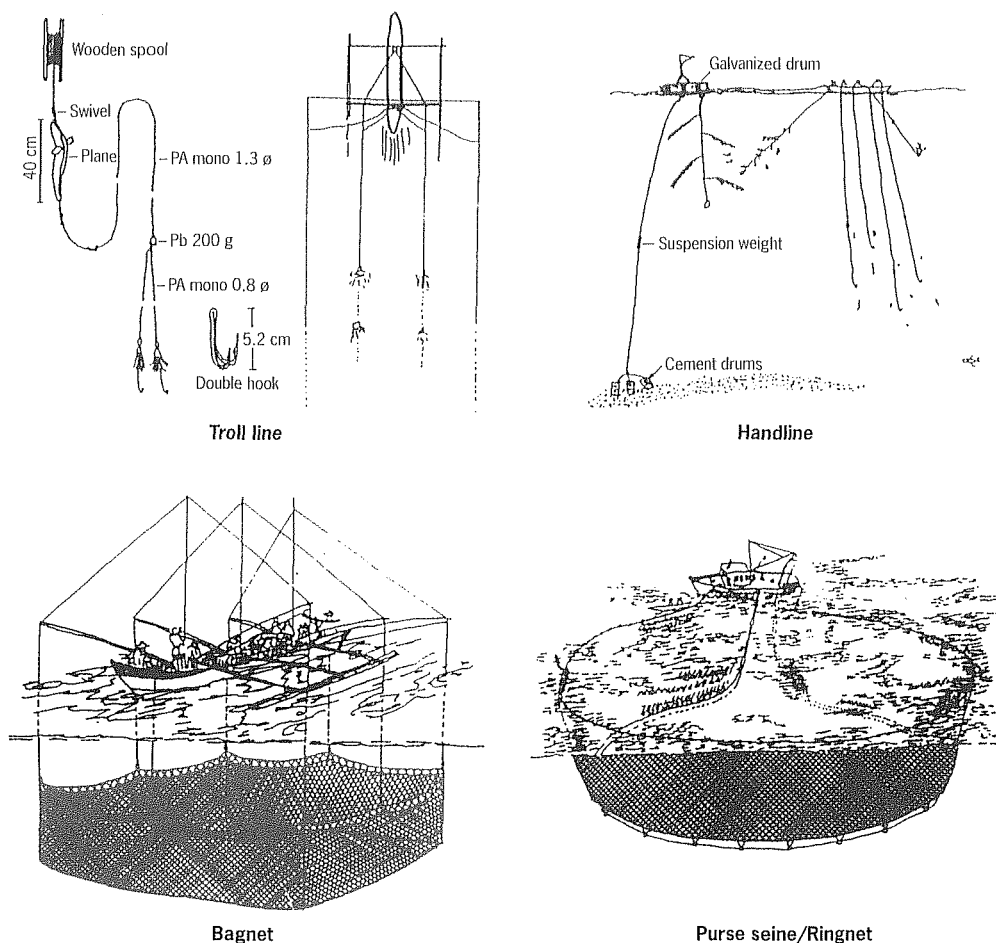 Wooden spool
Swivel
Plane
40 cm
PA mono 1.3 ø
Pb 200 g
PA mono 0.8 ø
5.2 cm
Double hook
Troll line
Galvanized drum
Suspension weight
Cement drums
Handline
Bagnet
Purse seine/Ringnet